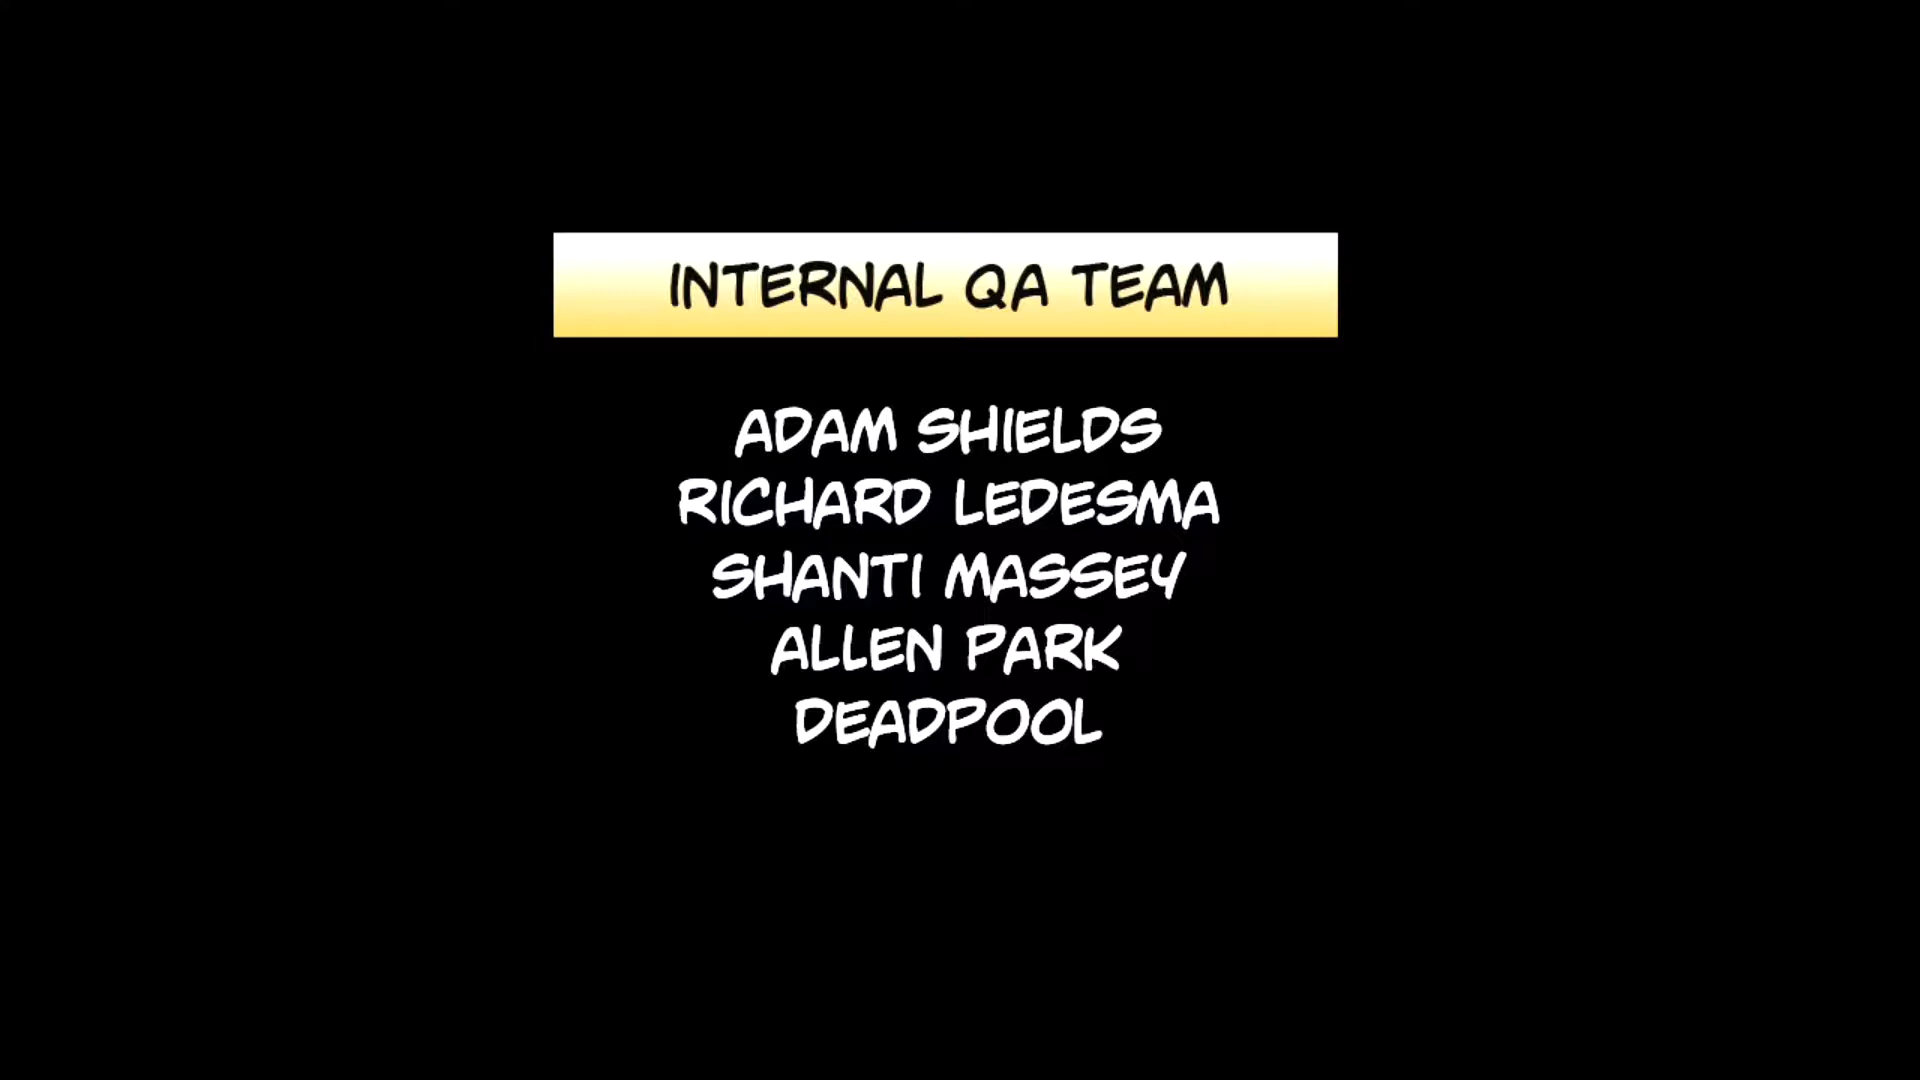 INTERNAL QA TEAM
ADAM SHIELDS
RICHARD LEDESMA
SHANTI MASSEY
ALLEN PARK
DEADPOOL